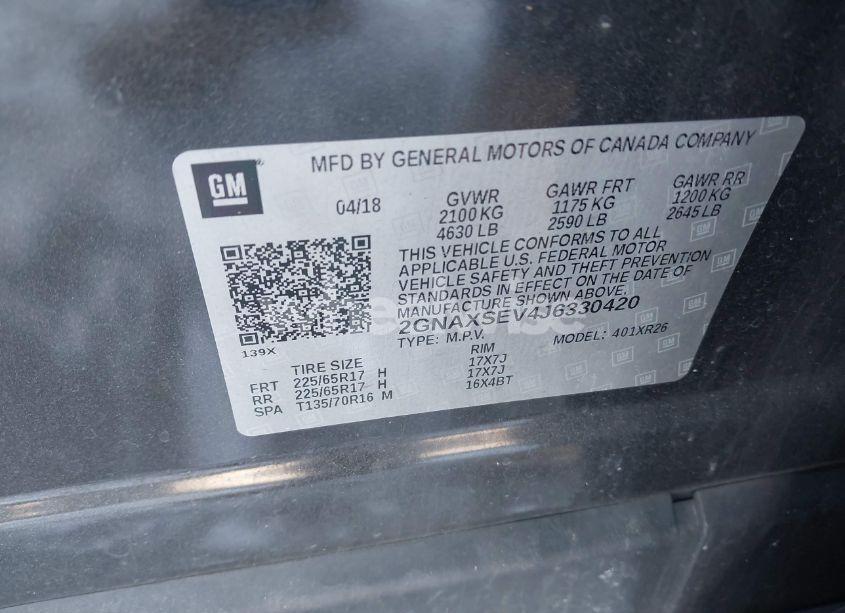 MFD BY GENERAL MOTORS OF CANADA COMPANY
GM
04/18
GVWR GAWR FRT GAWR RR
2100 KG 1175 KG 1200 KG
4630 LB 2590 LB 2645 LB
THIS VEHICLE CONFORMS TO ALL
APPLICABLE U.S. FEDERAL MOTOR
VEHICLE SAFETY AND THEFT PREVENTION
STANDARDS IN EFFECT ON THE DATE OF
MANUFACTURE SHOWN ABOVE.
2GNAXSEV4J6330420
TYPE: M.P.V. MODEL: 401XR26
139X
TIRE SIZE RIM
FRT 225/65R17 H 17X7J
RR 225/65R17 H 17X7J
SPA T135/70R16 M 16X4BT